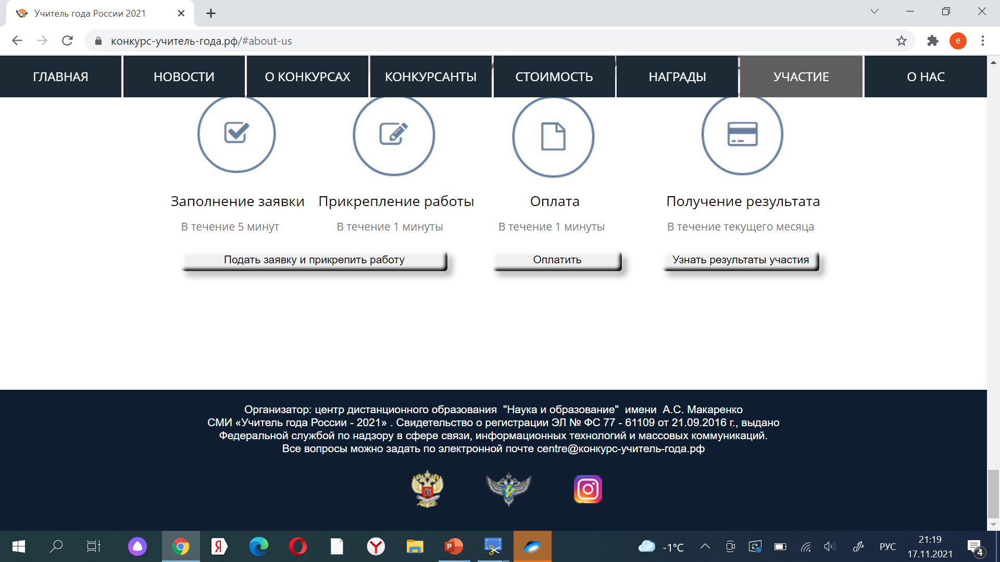 Учитель года России 2021
конкурс-учитель-года.рф/#about-us
e
ГЛАВНАЯ
НОВОСТИ
О КОНКУРСАХ
КОНКУРСАНТЫ
СТОИМОСТЬ
НАГРАДЫ
УЧАСТИЕ
О НАС
Заполнение заявки
Прикрепление работы
Оплата
Получение результата
В течение 5 минут
В течение 1 минуты
В течение 1 минуты
В течение текущего месяца
Подать заявку и прикрепить работу
Оплатить
Узнать результаты участия
Организатор: центр дистанционного образования "Наука и образование" имени А.С. Макаренко
СМИ «Учитель года России - 2021» . Свидетельство о регистрации ЭЛ № ФС 77 - 61109 от 21.09.2016 г., выдано
Федеральной службой по надзору в сфере связи, информационных технологий и массовых коммуникаций.
Все вопросы можно задать по электронной почте centre@конкурс-учитель-года.рф
Я
Y
P
-1°C
РУС
21:19
17.11.2021
4